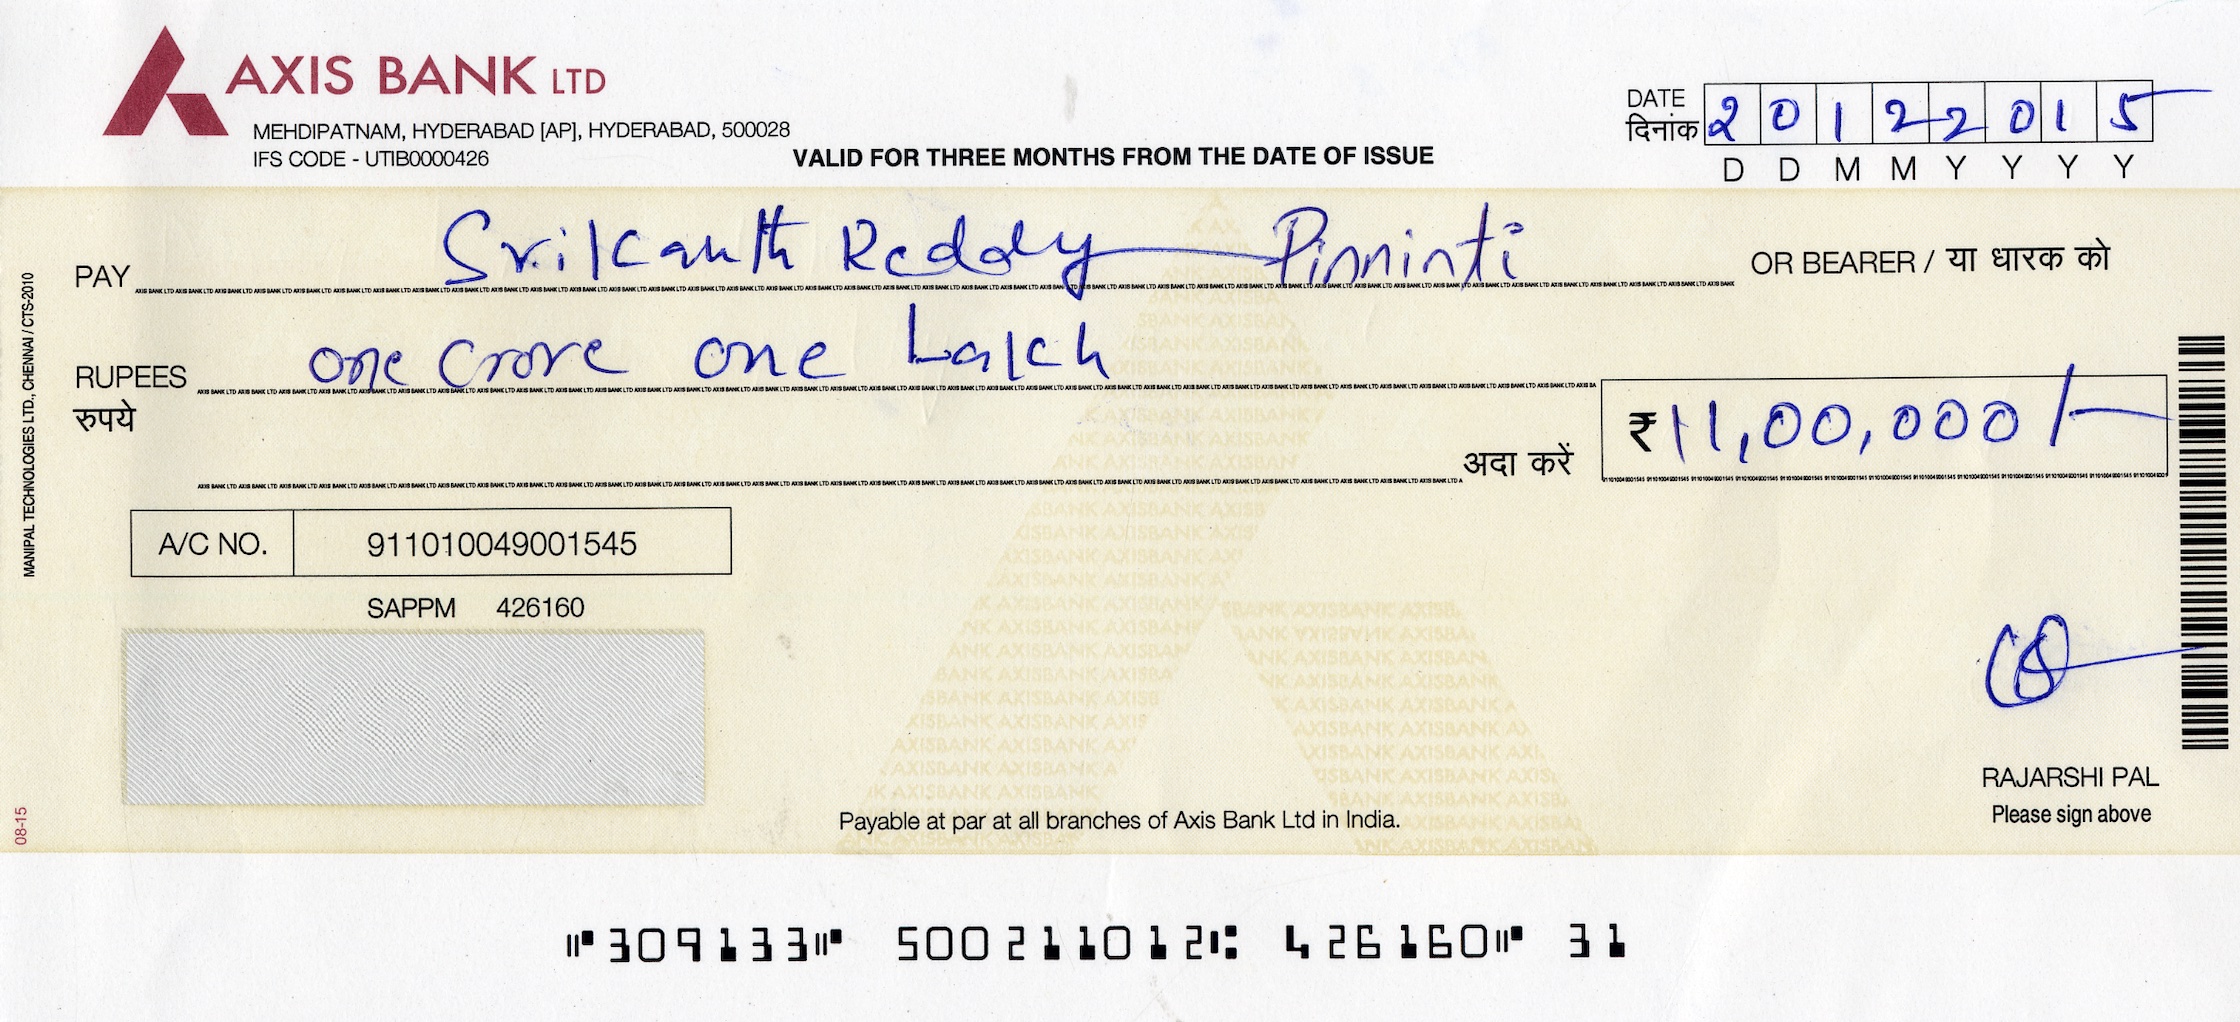 AXIS BANK LTD
MEHDIPATNAM, HYDERABAD [AP], HYDERABAD, 500028
IFS CODE - UTIB0000426
VALID FOR THREE MONTHS FROM THE DATE OF ISSUE
DATE
दिनांक 2 0 1 2 2 0 1 5
D D M M Y Y Y Y
PAY Srikanth Reddy Pinninti OR BEARER / या धारक को
RUPEES one crore one Lakh
रुपये
अदा करें ₹ 11,00,000/-
A/C NO. 911010049001545
SAPPM 426160
VOID
RAJARSHI PAL
Please sign above
Payable at par at all branches of Axis Bank Ltd in India.
MANIPAL TECHNOLOGIES LTD., CHENNAI / CTS-2010
08-15
⑈309133⑈ 500211012⑆ 426160⑈ 31